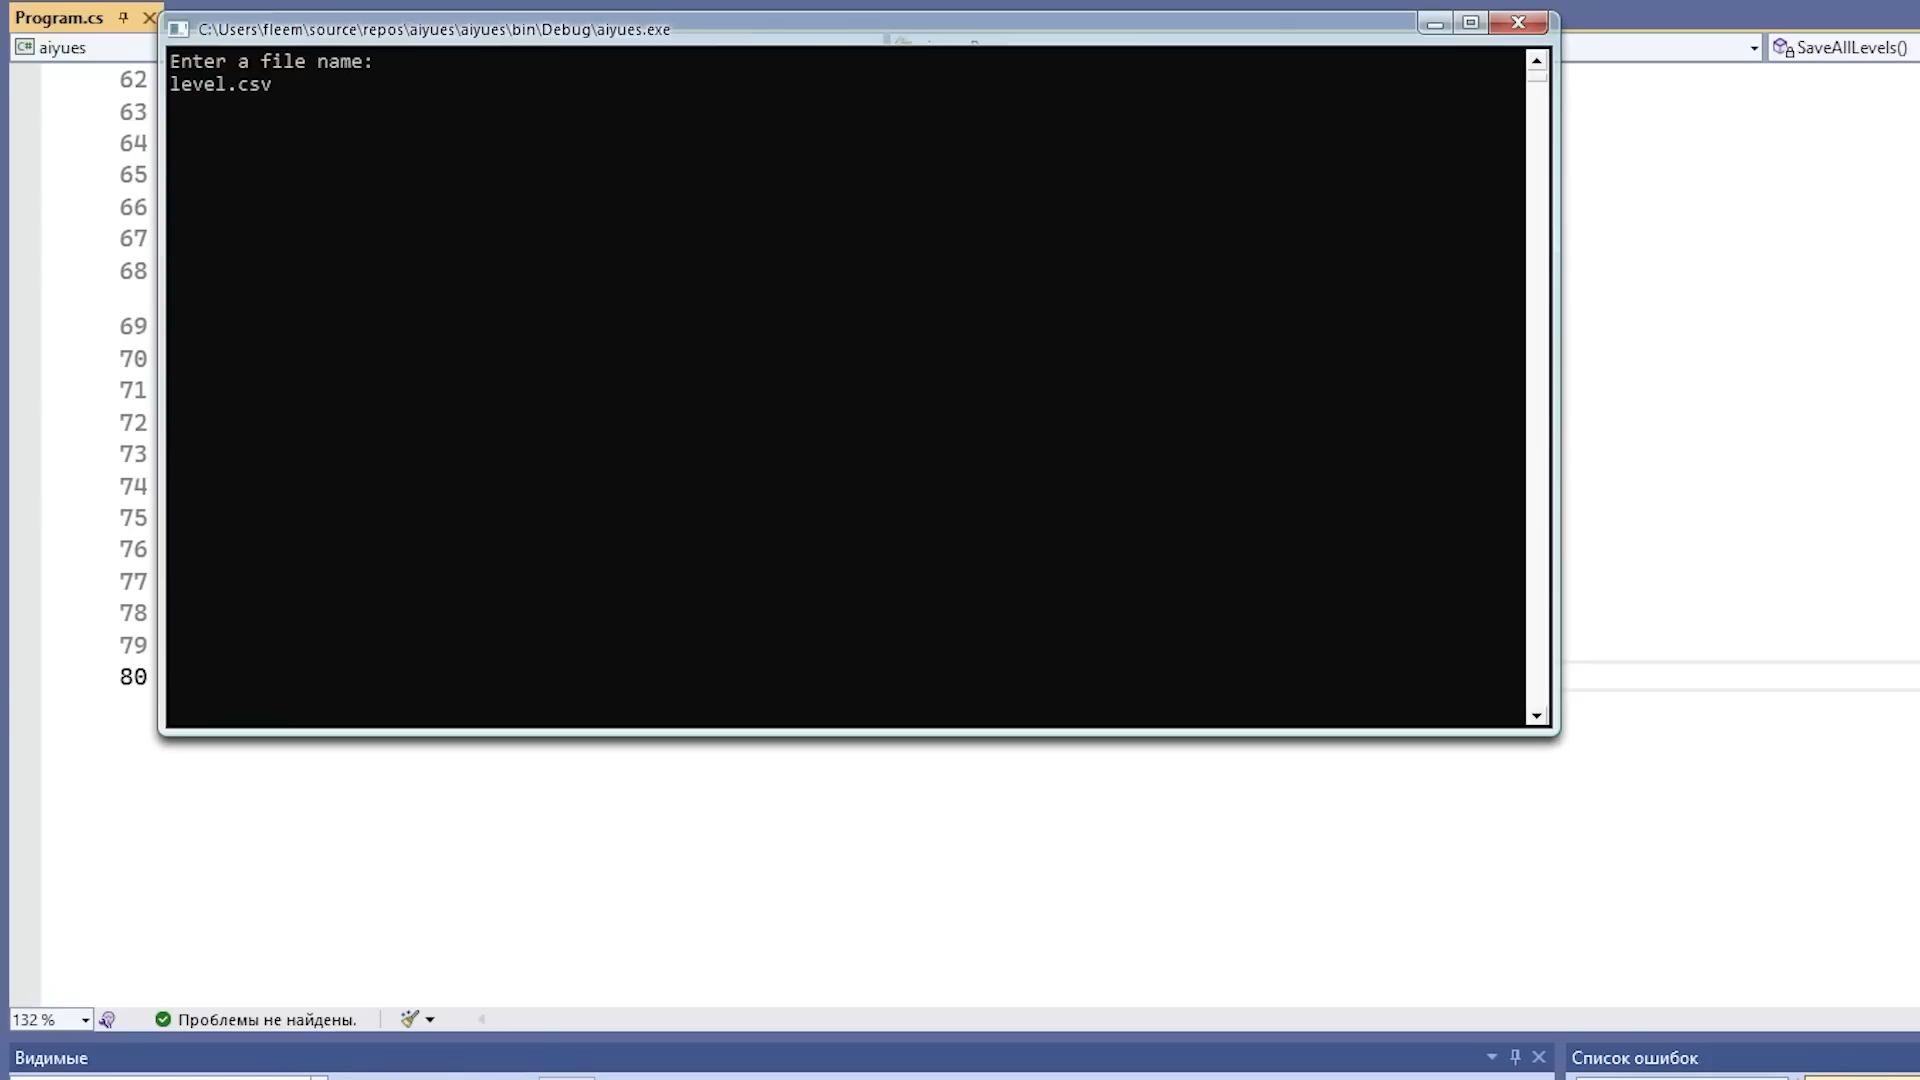 Program.cs
C:\Users\fleem\source\repos\aiyues\aiyues\bin\Debug\aiyues.exe
C# aiyues
SaveAllLevels()
Enter a file name:
level.csv
62
63
64
65
66
67
68
69
70
71
72
73
74
75
76
77
78
79
80
132 %
Проблемы не найдены.
Видимые
Список ошибок